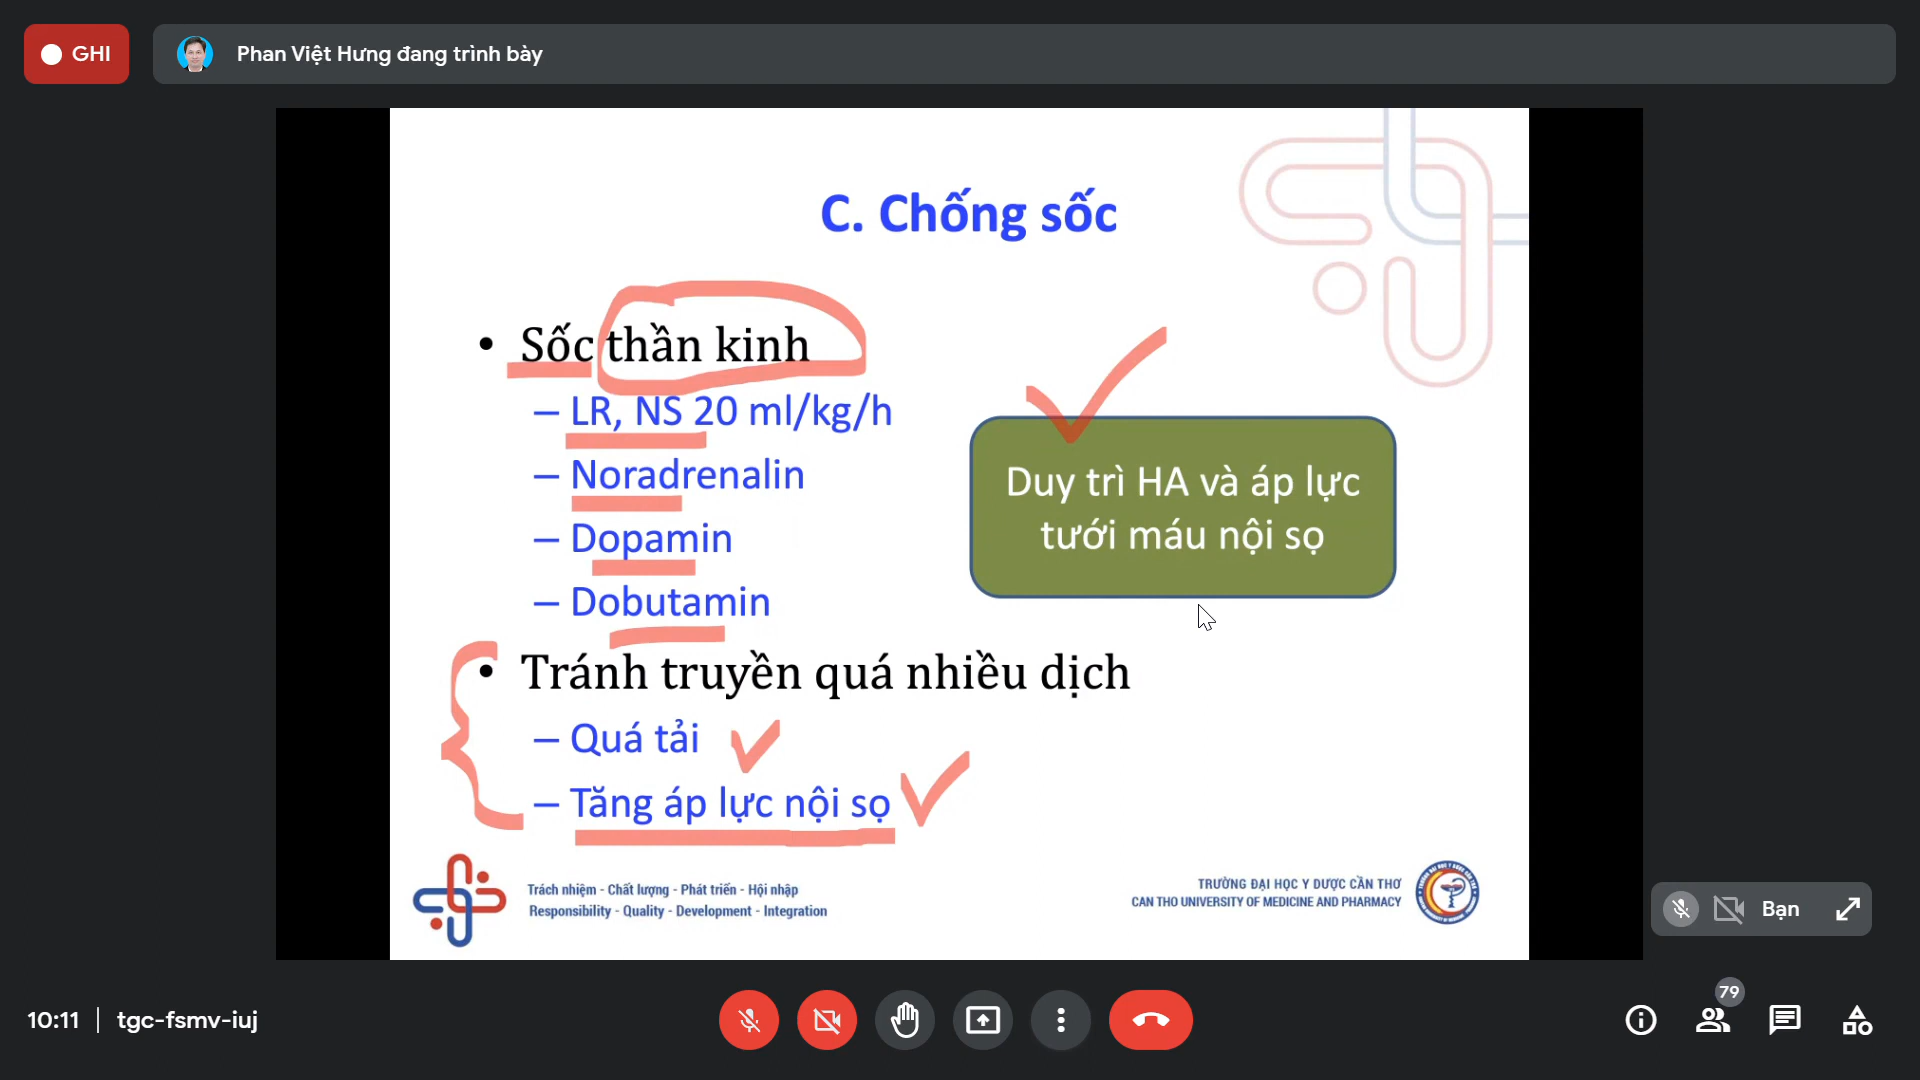 GHI
Phan Việt Hưng đang trình bày
C. Chống sốc
• Sốc thần kinh
– LR, NS 20 ml/kg/h
– Noradrenalin
– Dopamin
– Dobutamin
Duy trì HA và áp lực
tưới máu nội sọ
• Tránh truyền quá nhiều dịch
– Quá tải
– Tăng áp lực nội sọ
Trách nhiệm - Chất lượng - Phát triển - Hội nhập
Responsibility - Quality - Development - Integration
TRƯỜNG ĐẠI HỌC Y DƯỢC CẦN THƠ
CAN THO UNIVERSITY OF MEDICINE AND PHARMACY
Bạn
10:11 | tgc-fsmv-iuj
79